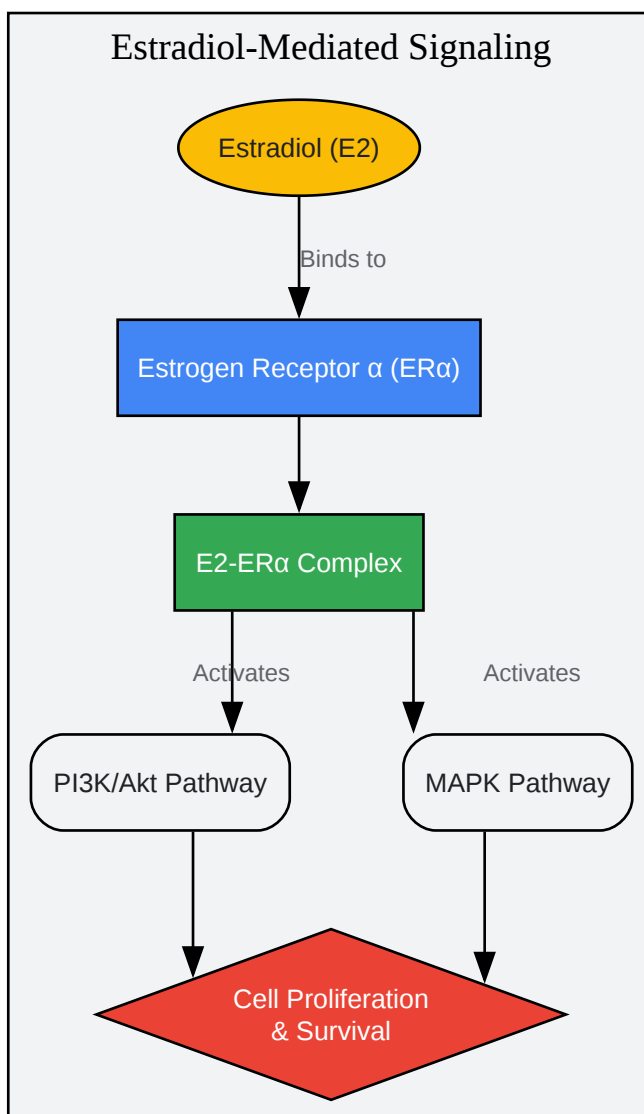 Estradiol-Mediated Signaling
Estradiol (E2)
Binds to
Estrogen Receptor α (ERα)
E2-ERα Complex
Activates
Activates
PI3K/Akt Pathway
MAPK Pathway
Cell Proliferation
& Survival